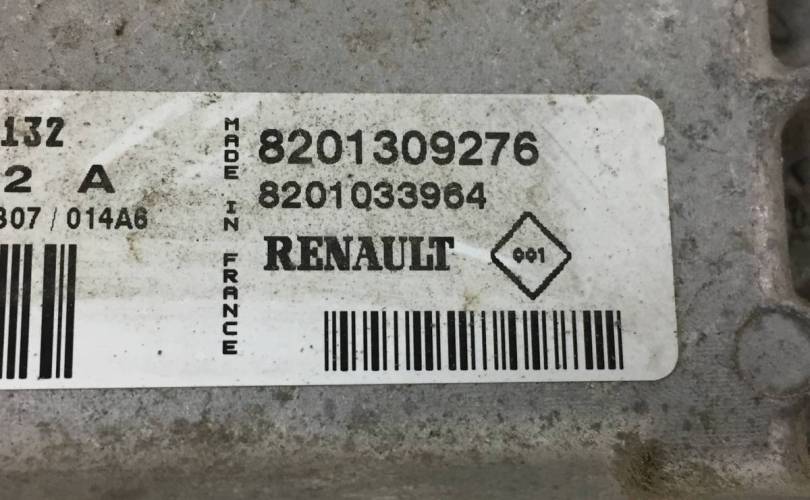 132
2 A
307 / 014A6
MADE IN FRANCE
8201309276
8201033964
RENAULT
001